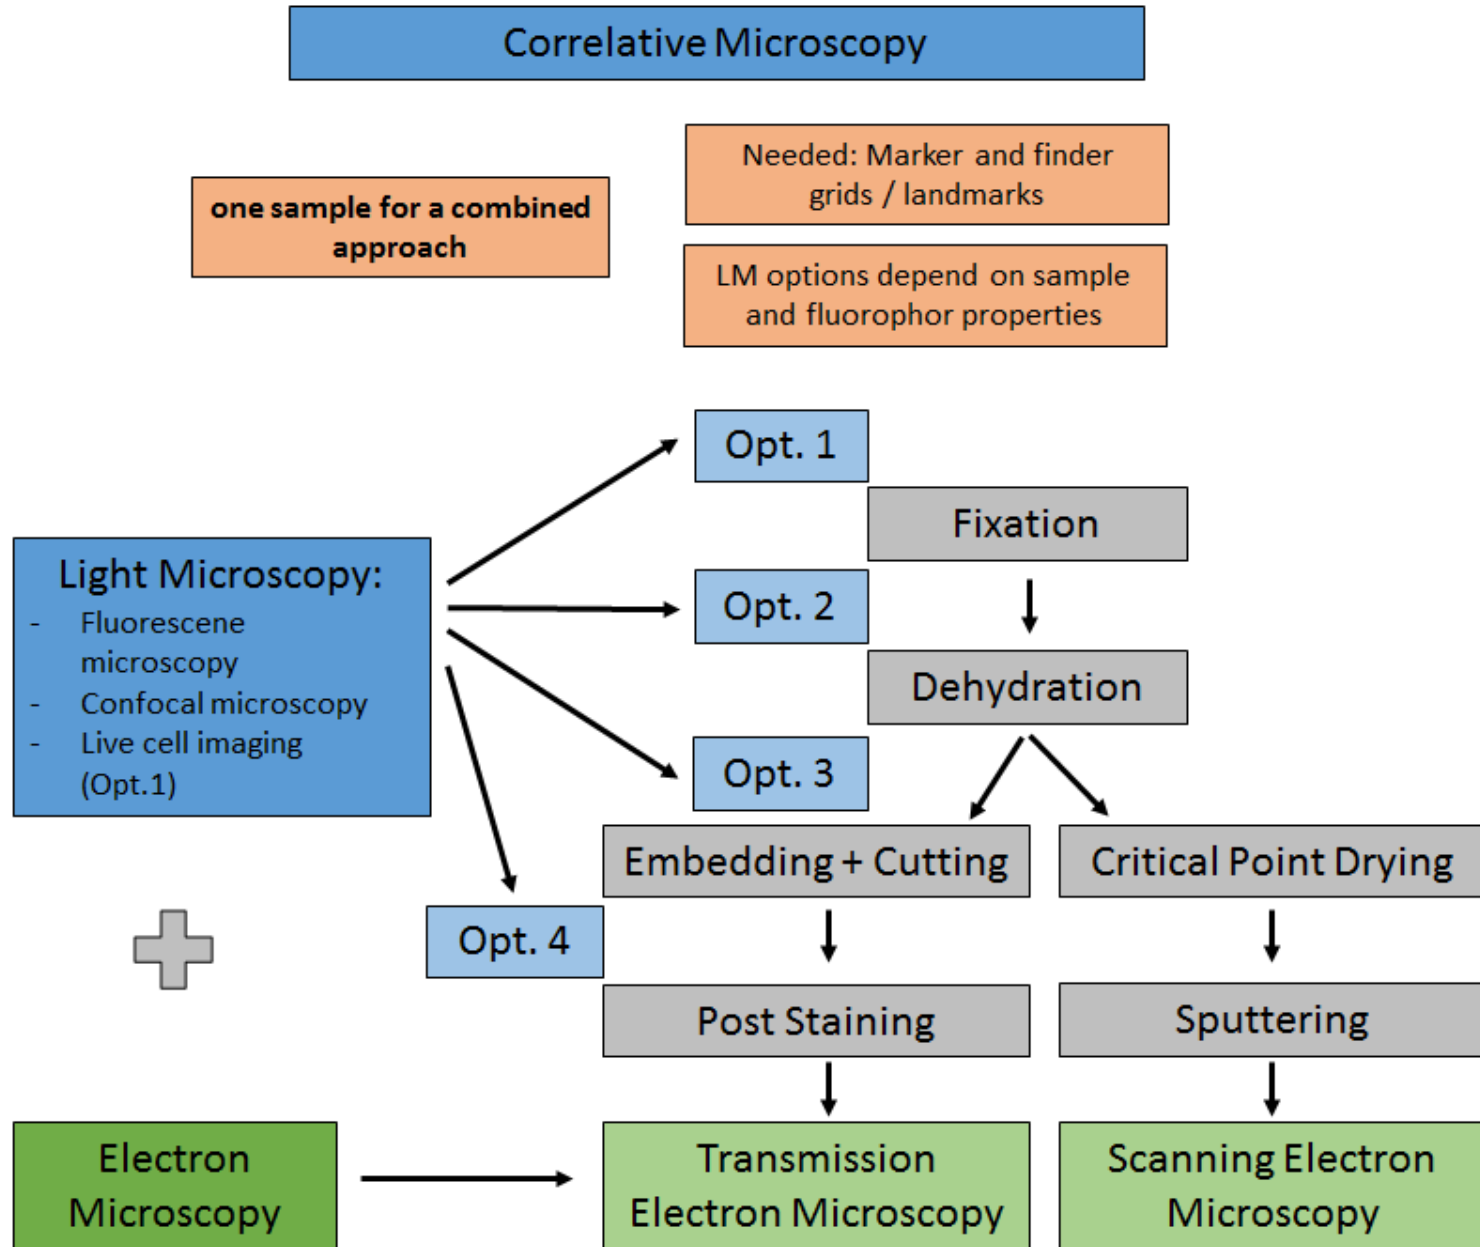 Correlative Microscopy
one sample for a combined
approach
Needed: Marker and finder
grids / landmarks
LM options depend on sample
and fluorophor properties
Opt. 1
Fixation
Light Microscopy:
- Fluorescene
microscopy
- Confocal microscopy
- Live cell imaging
(Opt.1)
Opt. 2
Dehydration
Opt. 3
Embedding + Cutting
Critical Point Drying
Opt. 4
Post Staining
Sputtering
Electron
Microscopy
Transmission
Electron Microscopy
Scanning Electron
Microscopy